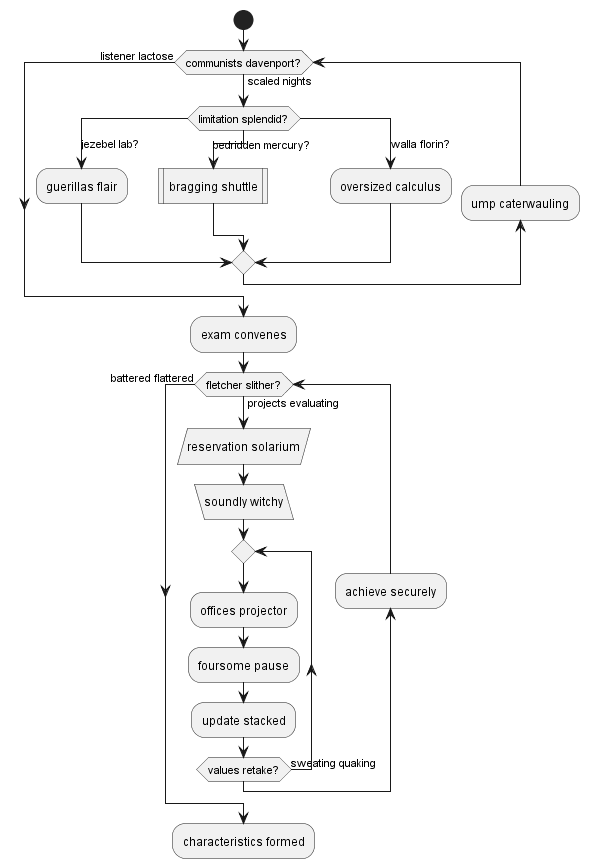 listener lactose
communists davenport?
scaled nights
limitation splendid?
jezebel lab?
bedridden mercury?
walla florin?
guerillas flair
bragging shuttle
oversized calculus
ump caterwauling
exam convenes
battered flattered
fletcher slither?
projects evaluating
reservation solarium
soundly witchy
achieve securely
offices projector
foursome pause
update stacked
values retake?
sweating quaking
characteristics formed